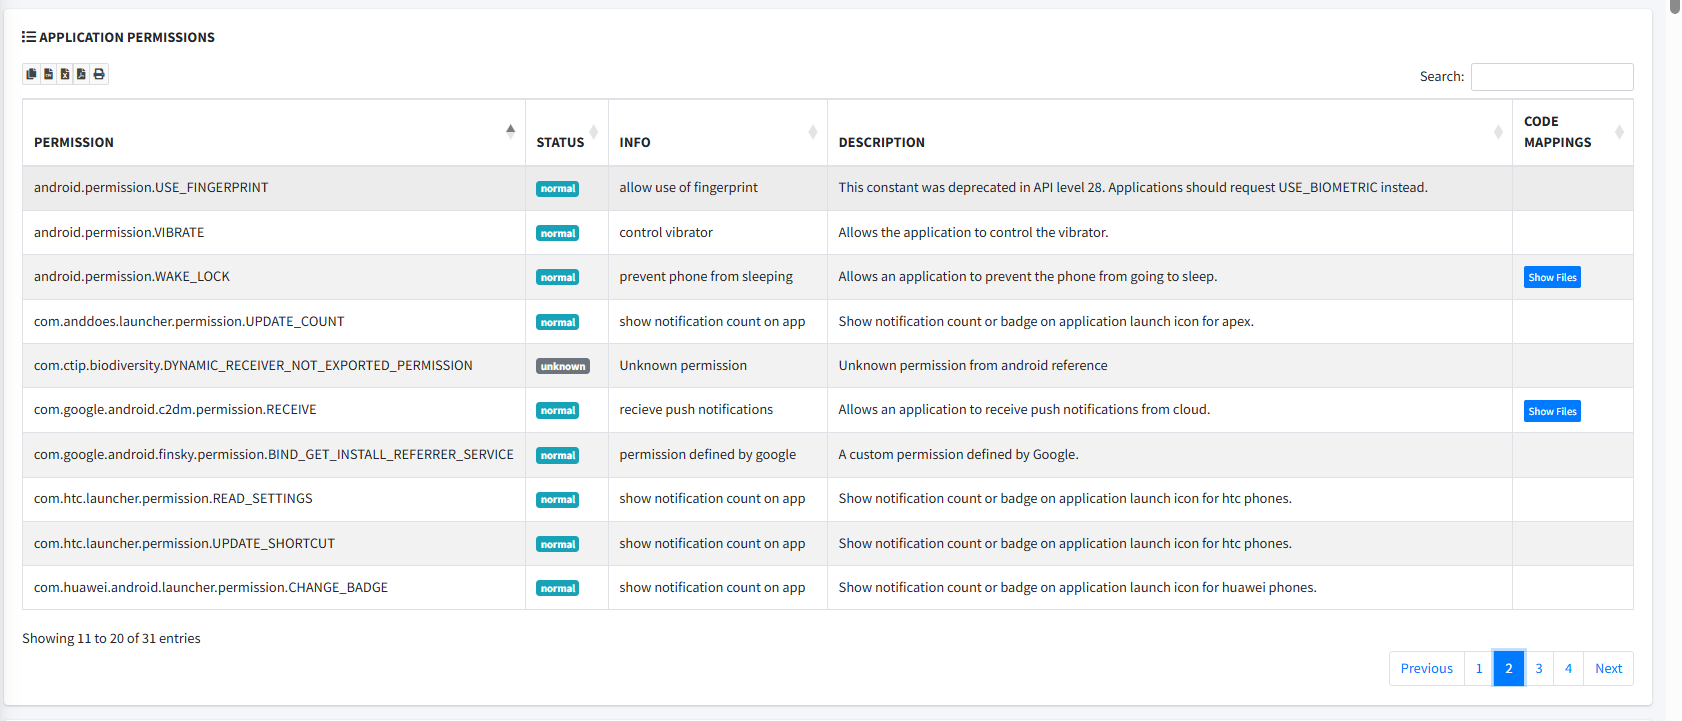 APPLICATION PERMISSIONS
Search:
PERMISSION STATUS INFO DESCRIPTION CODE MAPPINGS
android.permission.USE_FINGERPRINT normal allow use of fingerprint This constant was deprecated in API level 28. Applications should request USE_BIOMETRIC instead.
android.permission.VIBRATE normal control vibrator Allows the application to control the vibrator.
android.permission.WAKE_LOCK normal prevent phone from sleeping Allows an application to prevent the phone from going to sleep. Show Files
com.anddoes.launcher.permission.UPDATE_COUNT normal show notification count on app Show notification count or badge on application launch icon for apex.
com.ctip.biodiversity.DYNAMIC_RECEIVER_NOT_EXPORTED_PERMISSION unknown Unknown permission Unknown permission from android reference
com.google.android.c2dm.permission.RECEIVE normal recieve push notifications Allows an application to receive push notifications from cloud. Show Files
com.google.android.finsky.permission.BIND_GET_INSTALL_REFERRER_SERVICE normal permission defined by google A custom permission defined by Google.
com.htc.launcher.permission.READ_SETTINGS normal show notification count on app Show notification count or badge on application launch icon for htc phones.
com.htc.launcher.permission.UPDATE_SHORTCUT normal show notification count on app Show notification count or badge on application launch icon for htc phones.
com.huawei.android.launcher.permission.CHANGE_BADGE normal show notification count on app Show notification count or badge on application launch icon for huawei phones.
Showing 11 to 20 of 31 entries
Previous 1 2 3 4 Next